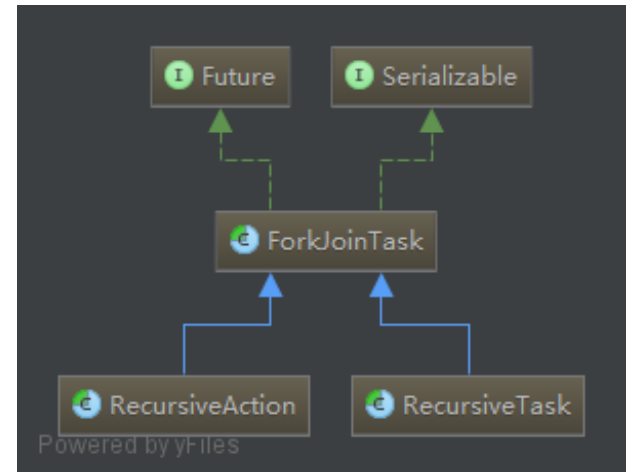 I Future
I Serializable
C ForkJoinTask
C RecursiveAction
C RecursiveTask
Powered by yFiles